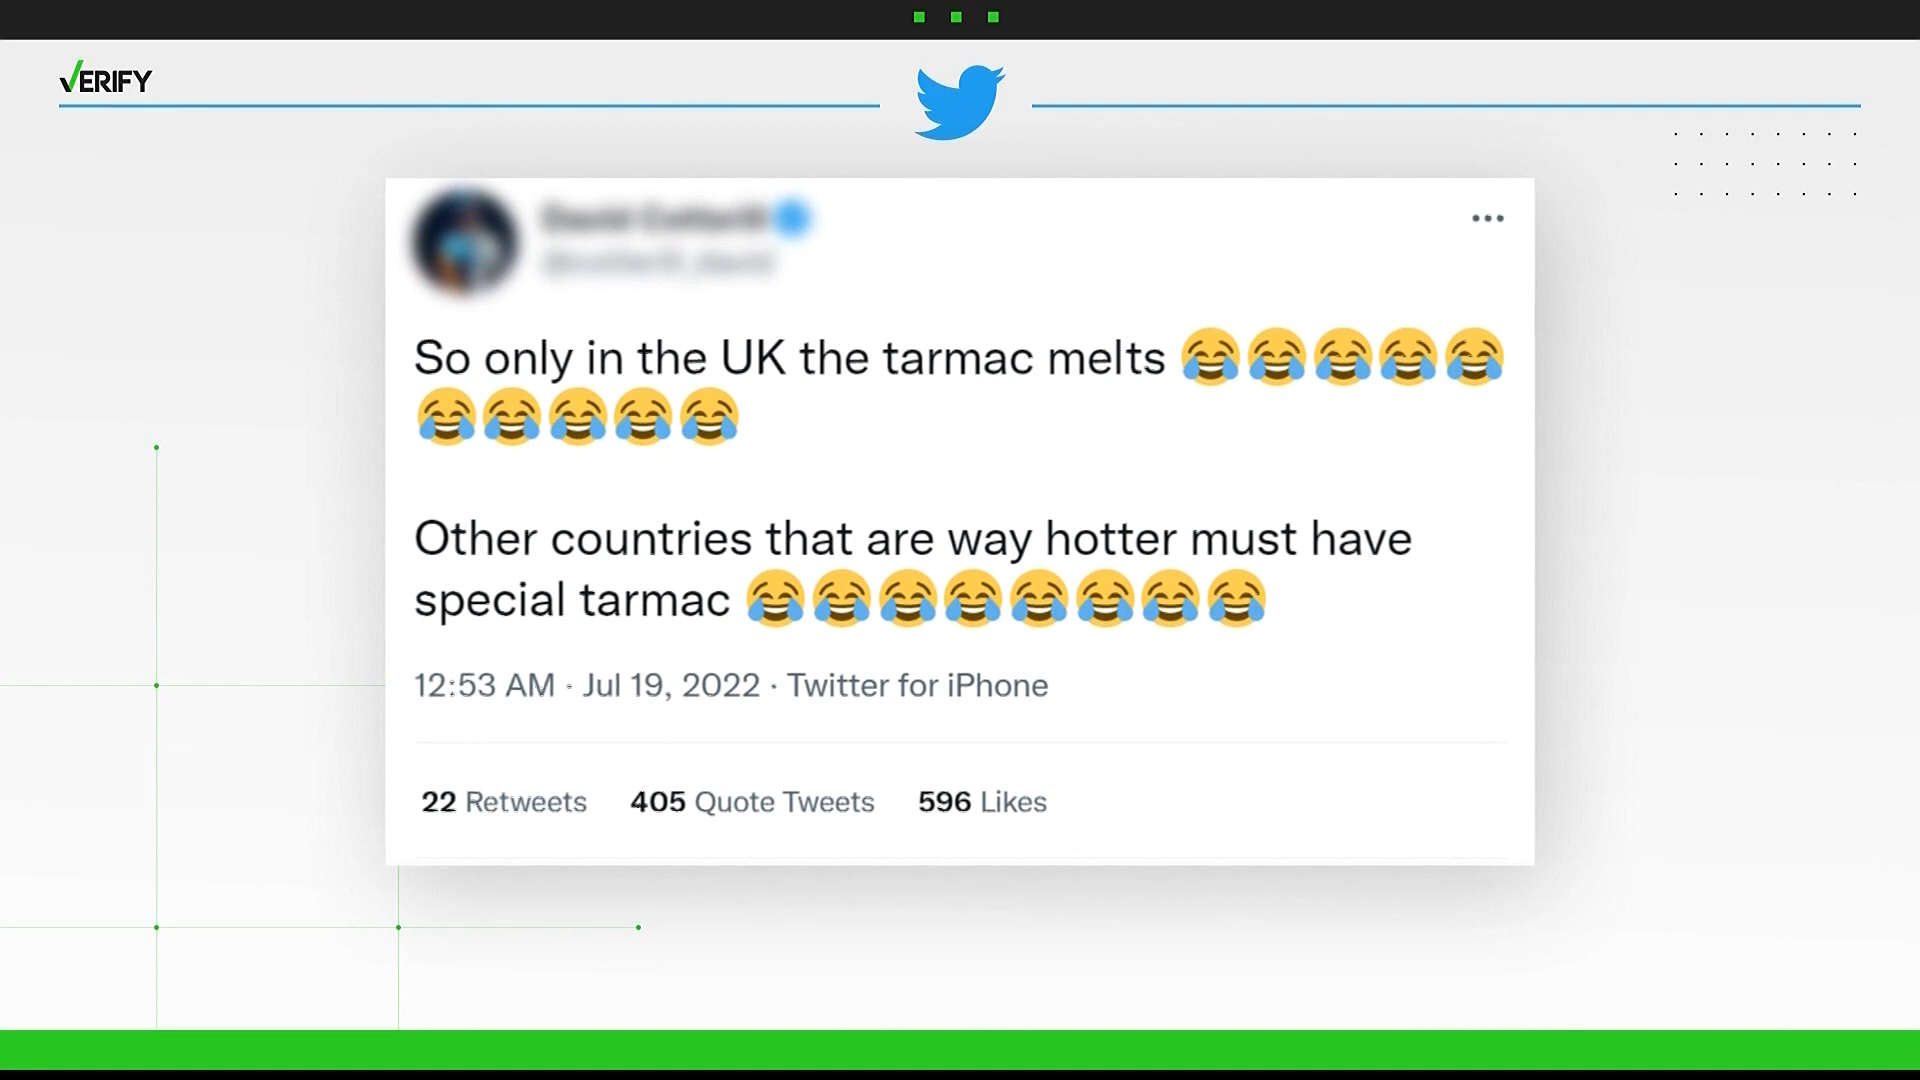 VERIFY
So only in the UK the tarmac melts 😂😂😂😂😂
😂😂😂😂😂
Other countries that are way hotter must have
special tarmac 😂😂😂😂😂😂😂😂
12:53 AM · Jul 19, 2022 · Twitter for iPhone
22 Retweets 405 Quote Tweets 596 Likes